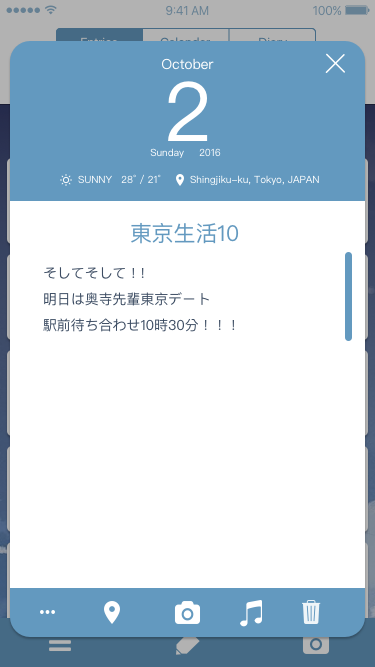 9:41 AM
100%
Entries
Calendar
Diary
October
2
Sunday 2016
SUNNY 28° / 21° Shingjiku-ku, Tokyo, JAPAN
東京生活10
そしてそして！!
明日は奥寺先輩東京デート
駅前待ち合わせ10時30分！！！